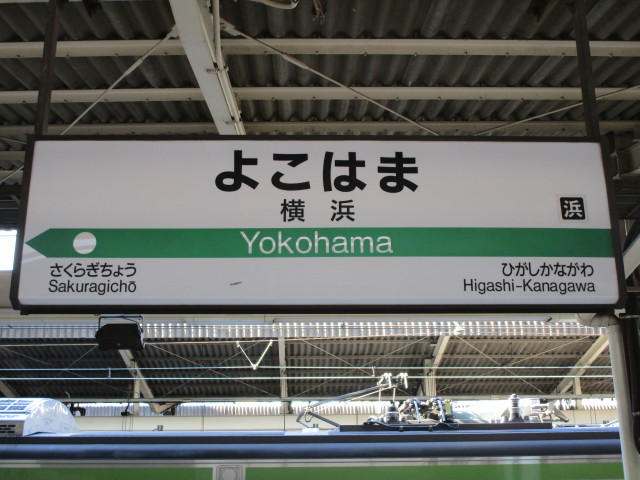 よこはま
横浜
浜
Yokohama
さくらぎちょう
Sakuragichō
ひがしかながわ
Higashi-Kanagawa